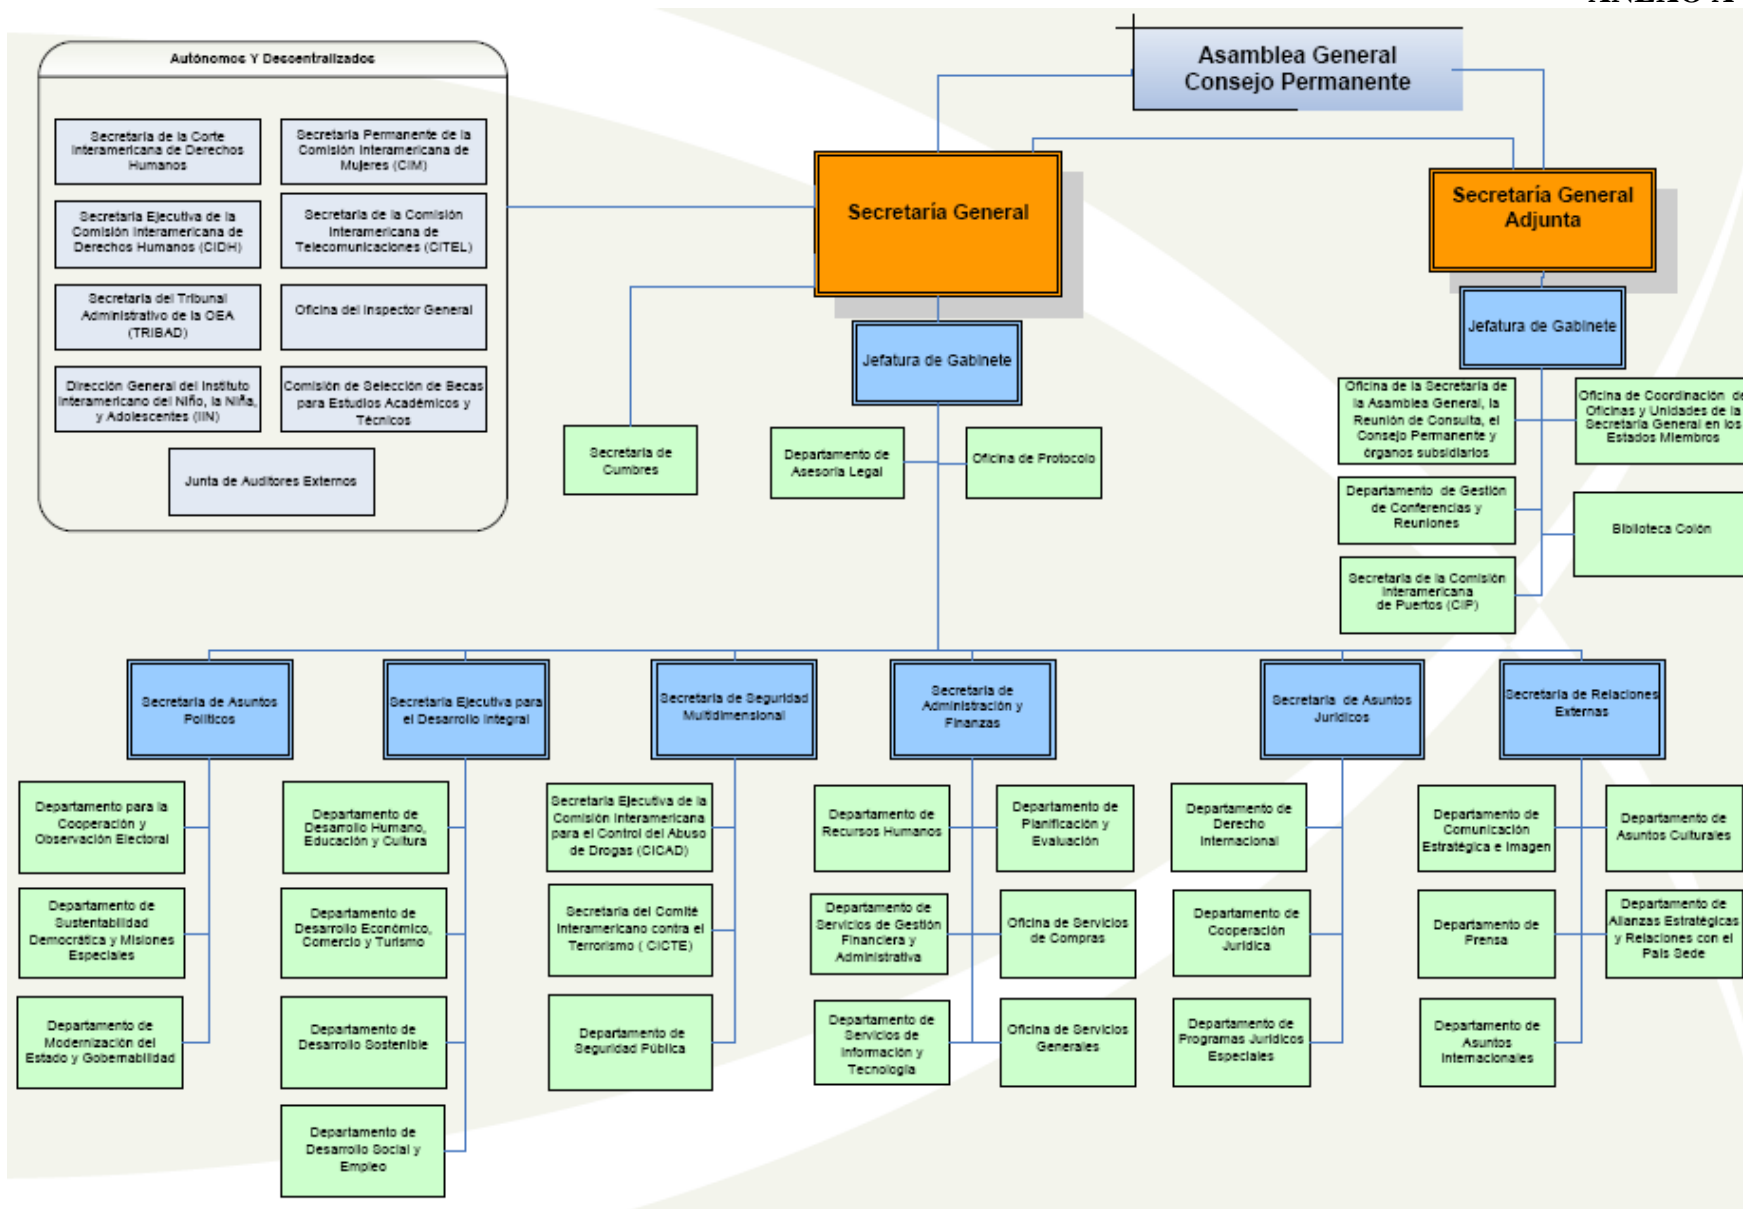 ANEXO A
Asamblea General
Consejo Permanente
Autónomos Y Descentralizados
Secretaría de la Corte
Interamericana de Derechos
Humanos
Secretaría Permanente de la
Comisión Interamericana de
Mujeres (CIM)
Secretaría Ejecutiva de la
Comisión Interamericana de
Derechos Humanos (CIDH)
Secretaría de la Comisión
Interamericana de
Telecomunicaciones (CITEL)
Secretaría del Tribunal
Administrativo de la OEA
(TRIBAD)
Oficina del Inspector General
Dirección General del Instituto
Interamericano del Niño, la Niña,
y Adolescentes (IIN)
Comisión de Selección de Becas
para Estudios Académicos y
Técnicos
Junta de Auditores Externos
Secretaría General
Secretaría General
Adjunta
Jefatura de Gabinete
Jefatura de Gabinete
Secretaría de
Cumbres
Departamento de
Asesoría Legal
Oficina de Protocolo
Oficina de la Secretaría de
la Asamblea General, la
Reunión de Consulta, el
Consejo Permanente y
órganos subsidiarios
Oficina de Coordinación de
Oficinas y Unidades de la
Secretaría General en los
Estados Miembros
Departamento de Gestión
de Conferencias y
Reuniones
Biblioteca Colón
Secretaría de la Comisión
Interamericana
de Puertos (CIP)
Secretaría de Asuntos
Políticos
Secretaría Ejecutiva para
el Desarrollo Integral
Secretaría de Seguridad
Multidimensional
Secretaría de
Administración y
Finanzas
Secretaría de Asuntos
Jurídicos
Secretaría de Relaciones
Externas
Departamento para la
Cooperación y
Observación Electoral
Departamento de
Sustentabilidad
Democrática y Misiones
Especiales
Departamento de
Modernización del
Estado y Gobernabilidad
Departamento de
Desarrollo Humano,
Educación y Cultura
Departamento de
Desarrollo Económico,
Comercio y Turismo
Departamento de
Desarrollo Sostenible
Departamento de
Desarrollo Social y
Empleo
Secretaría Ejecutiva de la
Comisión Interamericana
para el Control del Abuso
de Drogas (CICAD)
Secretaría del Comité
Interamericano contra el
Terrorismo ( CICTE)
Departamento de
Seguridad Pública
Departamento de
Recursos Humanos
Departamento de
Planificación y
Evaluación
Departamento de
Servicios de Gestión
Financiera y
Administrativa
Oficina de Servicios
de Compras
Departamento de
Servicios de
Información y
Tecnología
Oficina de Servicios
Generales
Departamento de
Derecho
Internacional
Departamento de
Cooperación
Jurídica
Departamento de
Programas Jurídicos
Especiales
Departamento de
Comunicación
Estratégica e Imagen
Departamento de
Asuntos Culturales
Departamento de
Prensa
Departamento de
Alianzas Estratégicas
y Relaciones con el
País Sede
Departamento de
Asuntos
Internacionales